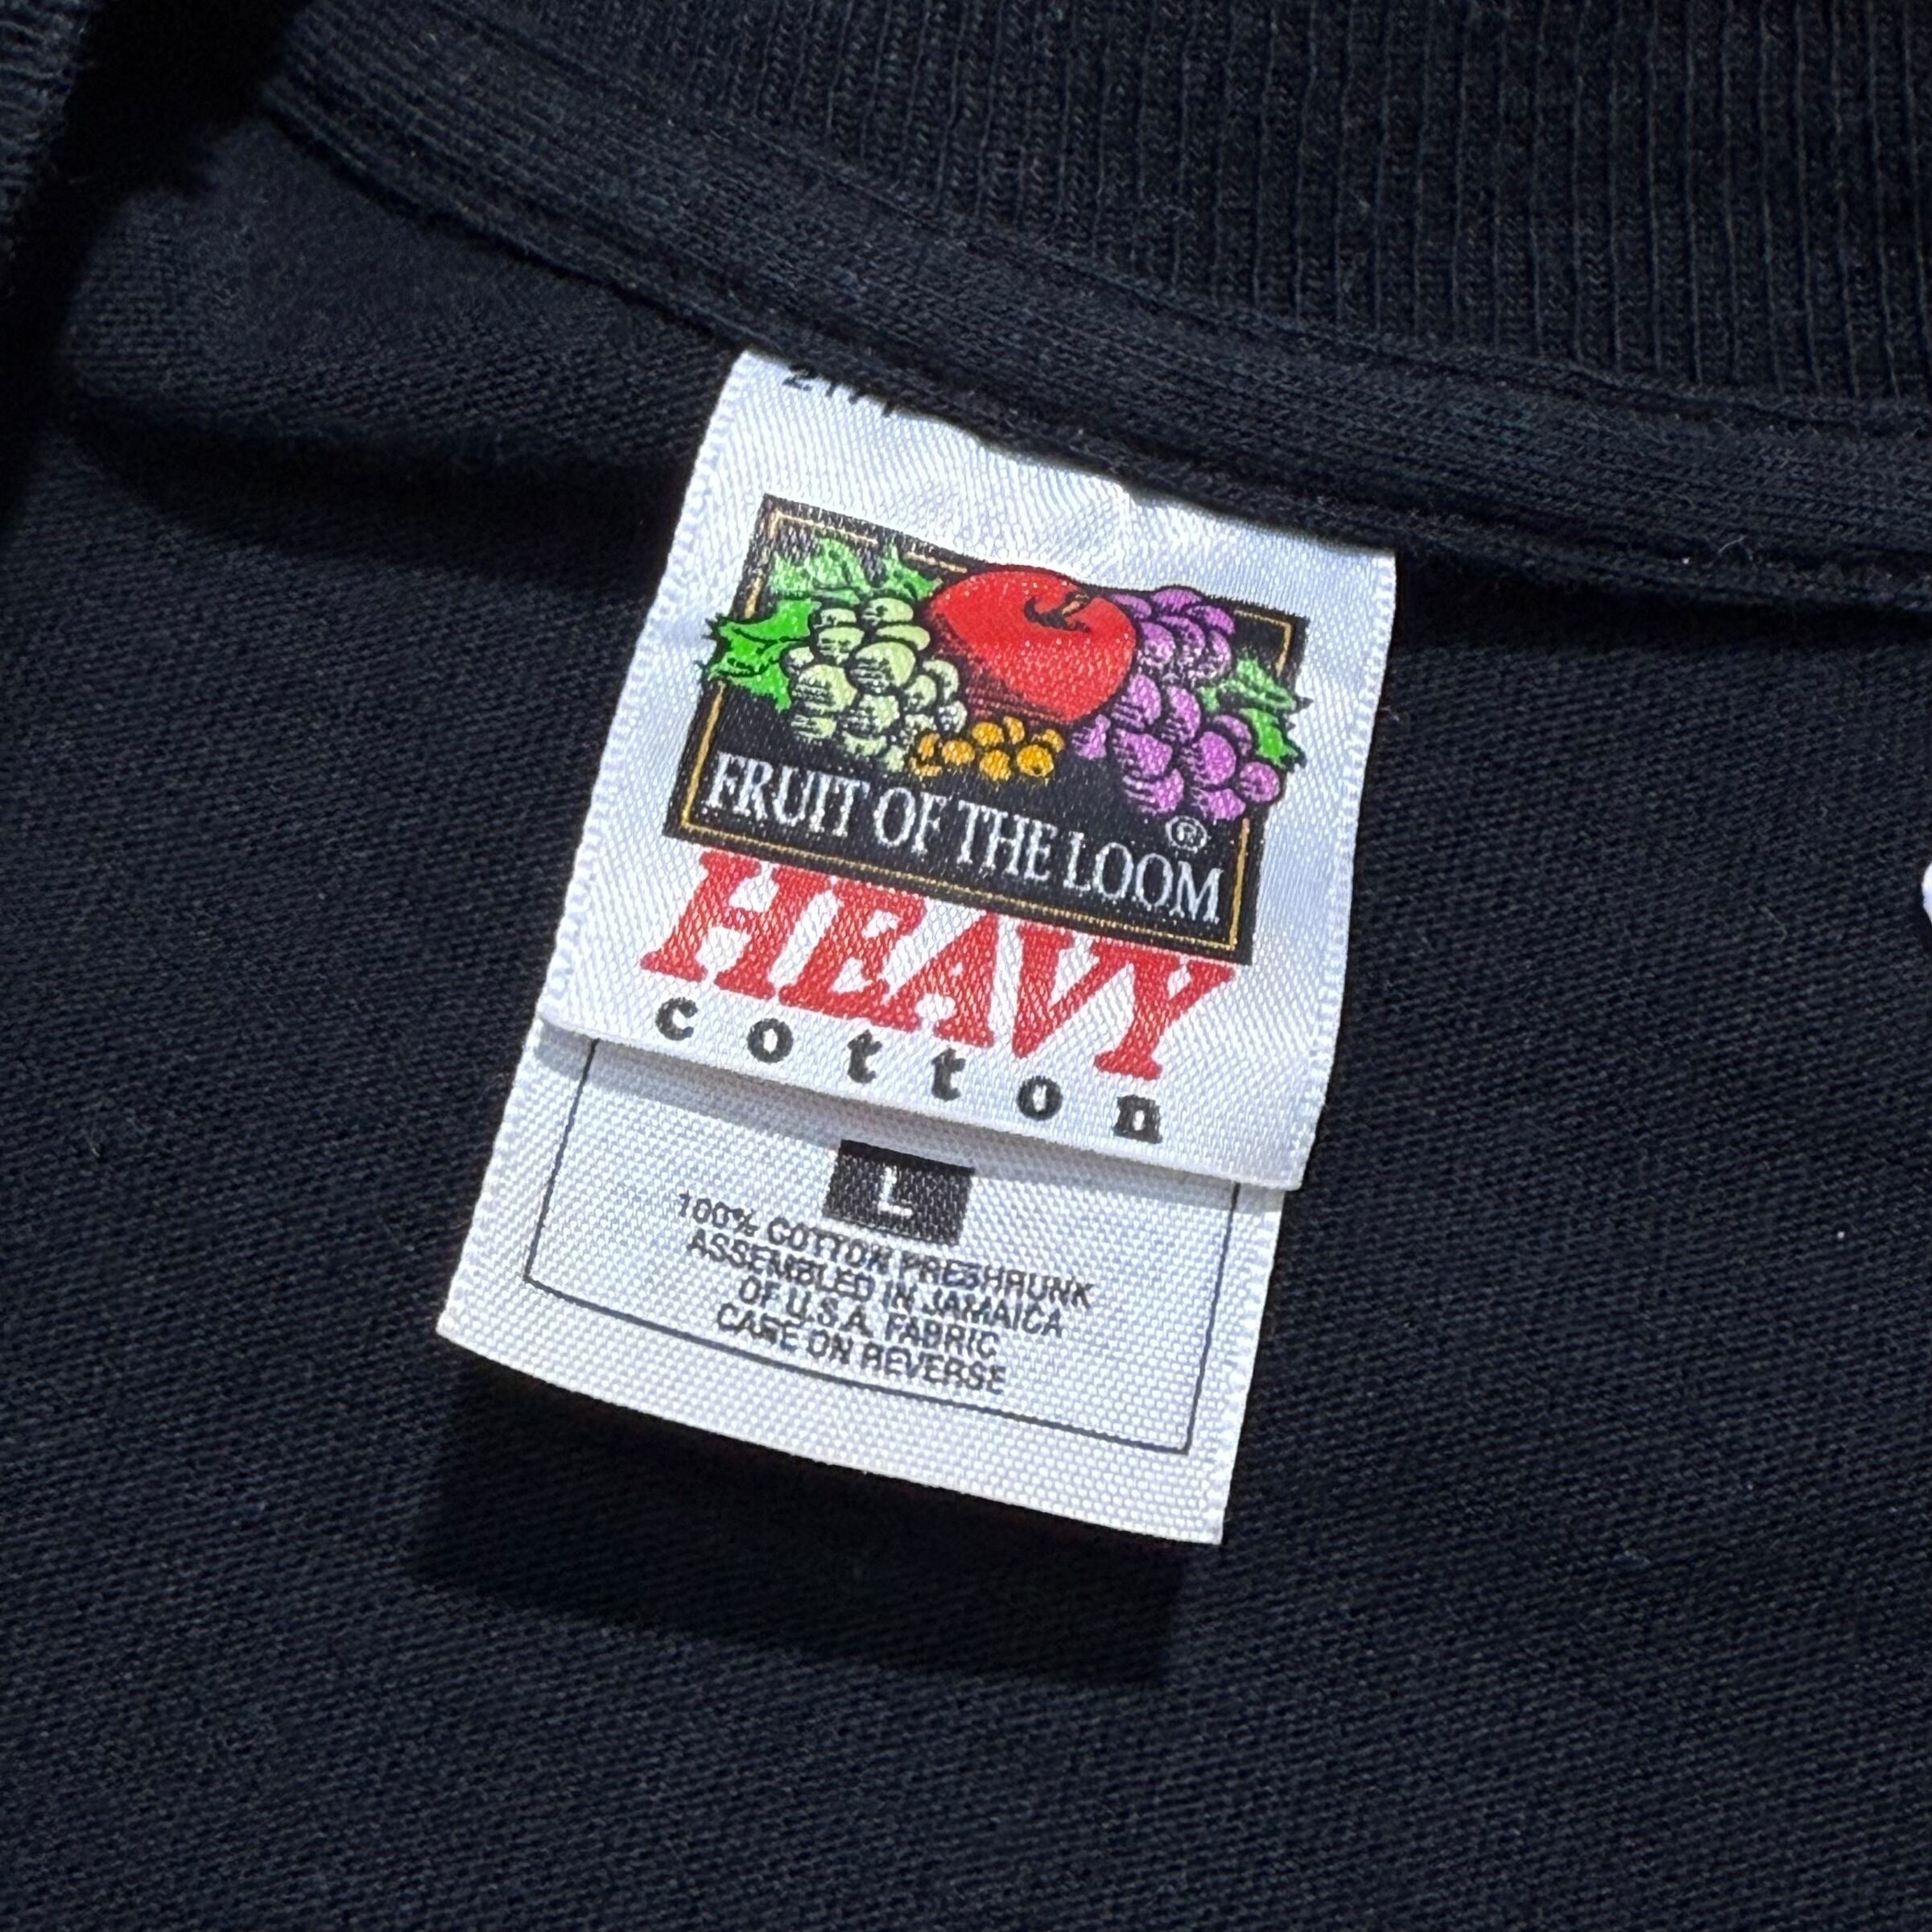 FRUIT OF THE LOOM ®
HEAVY
cotton
L
100% COTTON PRESHRUNK
ASSEMBLED IN JAMAICA
OF U.S.A. FABRIC
CARE ON REVERSE